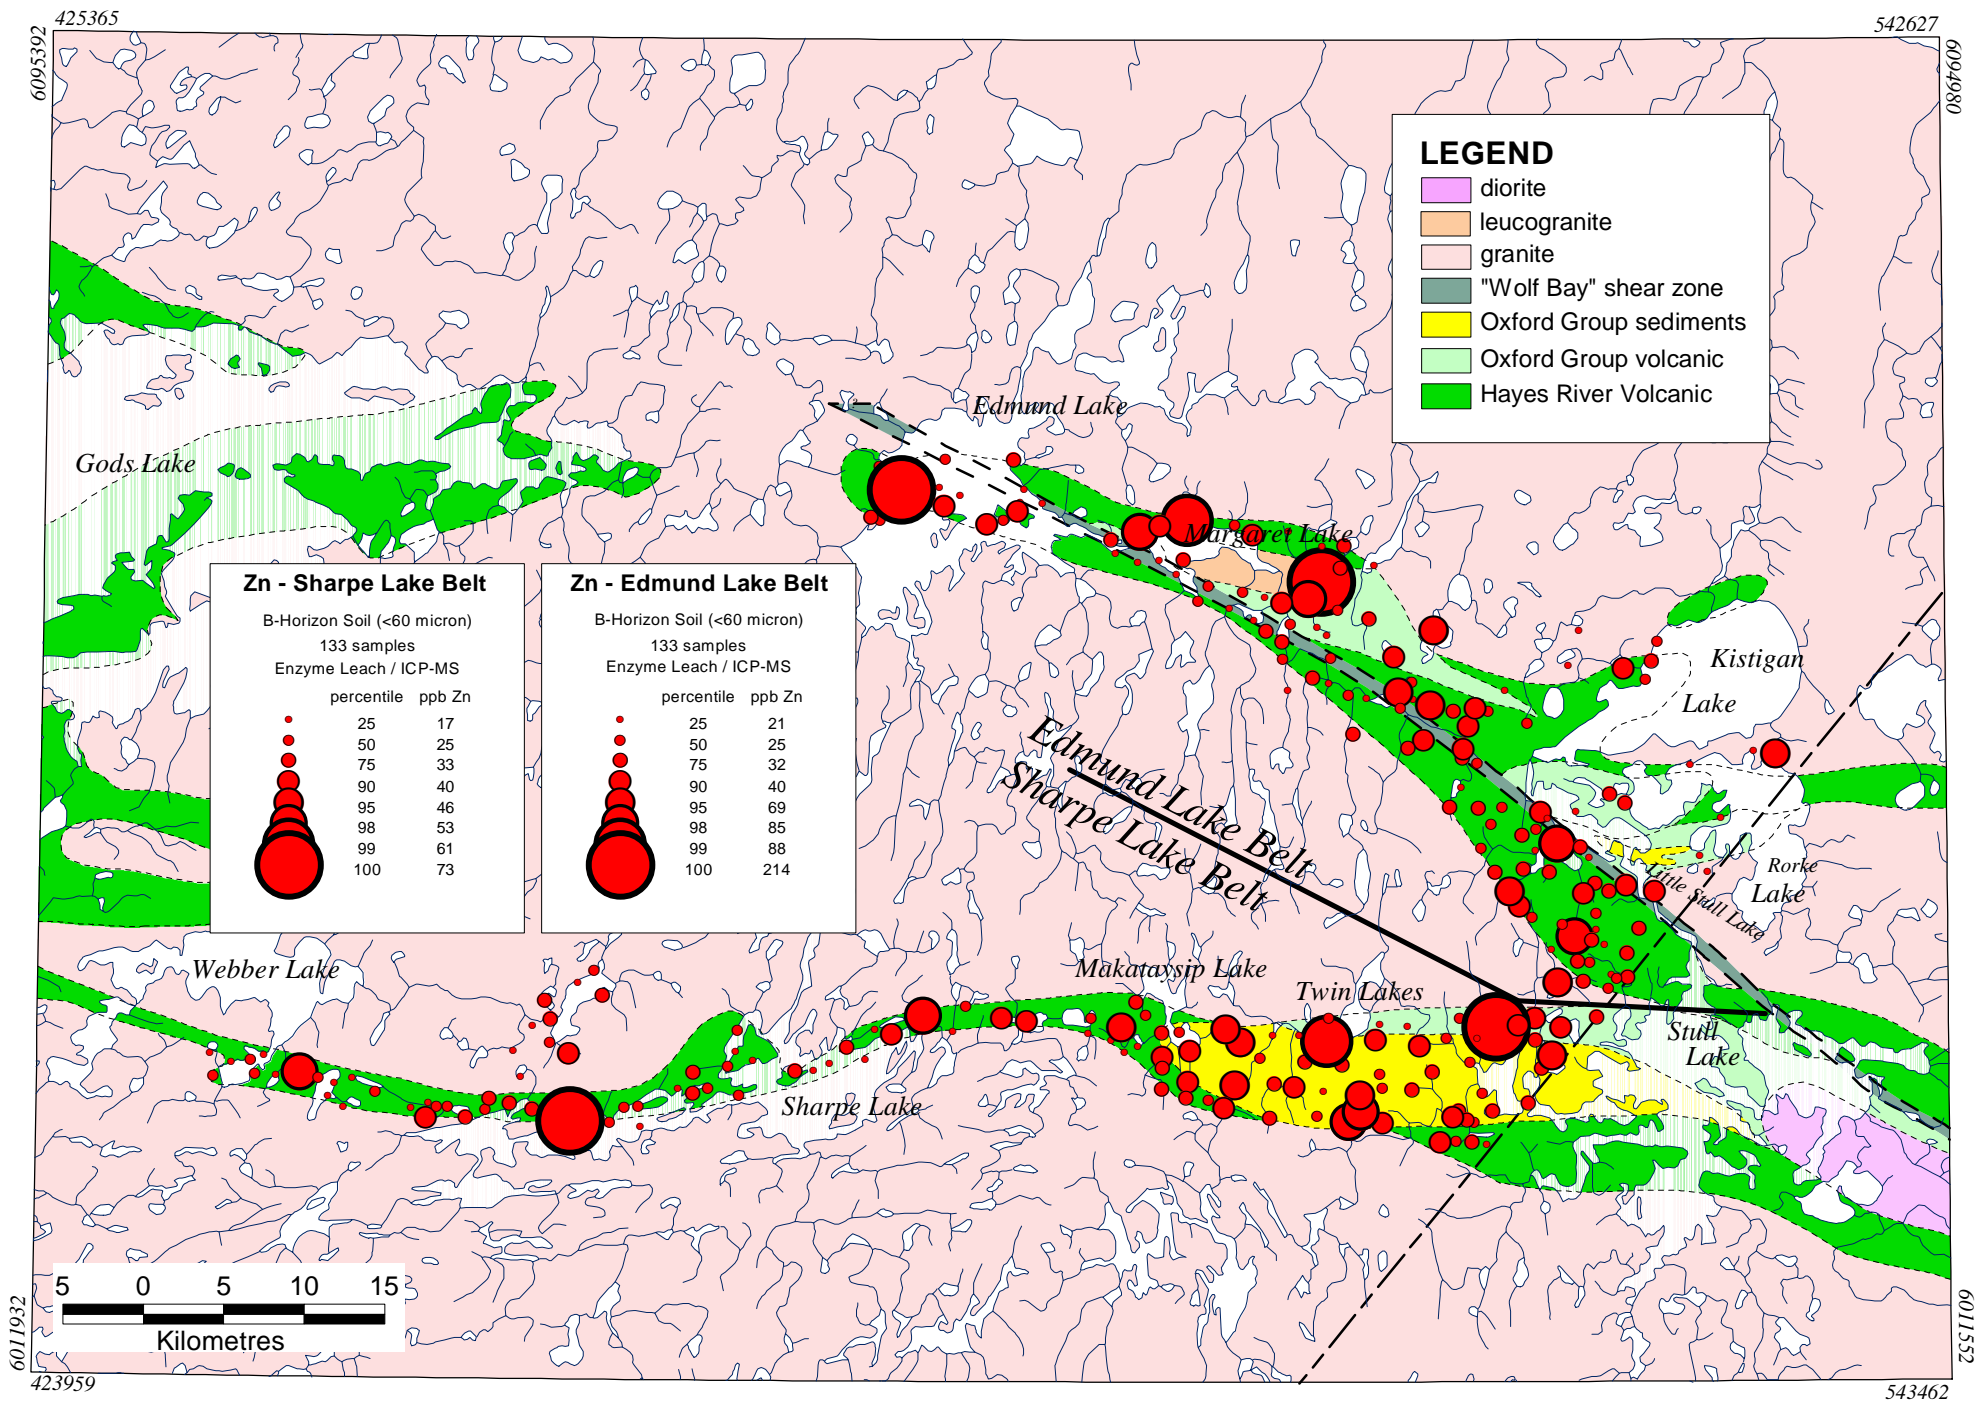 425365
542627
6095392
6094980
LEGEND
diorite
leucogranite
granite
"Wolf Bay" shear zone
Oxford Group sediments
Oxford Group volcanic
Hayes River Volcanic
Edmund Lake
Gods Lake
Margaret Lake
Zn - Sharpe Lake Belt
B-Horizon Soil (<60 micron)
133 samples
Enzyme Leach / ICP-MS
percentile ppb Zn
25 17
50 25
75 33
90 40
95 46
98 53
99 61
100 73
Zn - Edmund Lake Belt
B-Horizon Soil (<60 micron)
133 samples
Enzyme Leach / ICP-MS
percentile ppb Zn
25 21
50 25
75 32
90 40
95 69
98 85
99 88
100 214
Kistigan
Lake
Edmund Lake Belt
Sharpe Lake Belt
Rorke
Lake
Little Stull Lake
Webber Lake
Makataysip Lake
Twin Lakes
Stull
Lake
Sharpe Lake
5 0 5 10 15
Kilometres
6011932
6011552
423959
543462